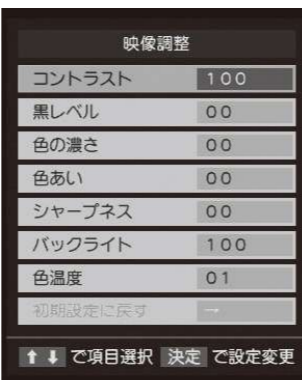 映像調整
コントラスト 100
黒レベル 00
色の濃さ 00
色あい 00
シャープネス 00
バックライト 100
色温度 01
初期設定に戻す →
↑ ↓ で項目選択 決定 で設定変更